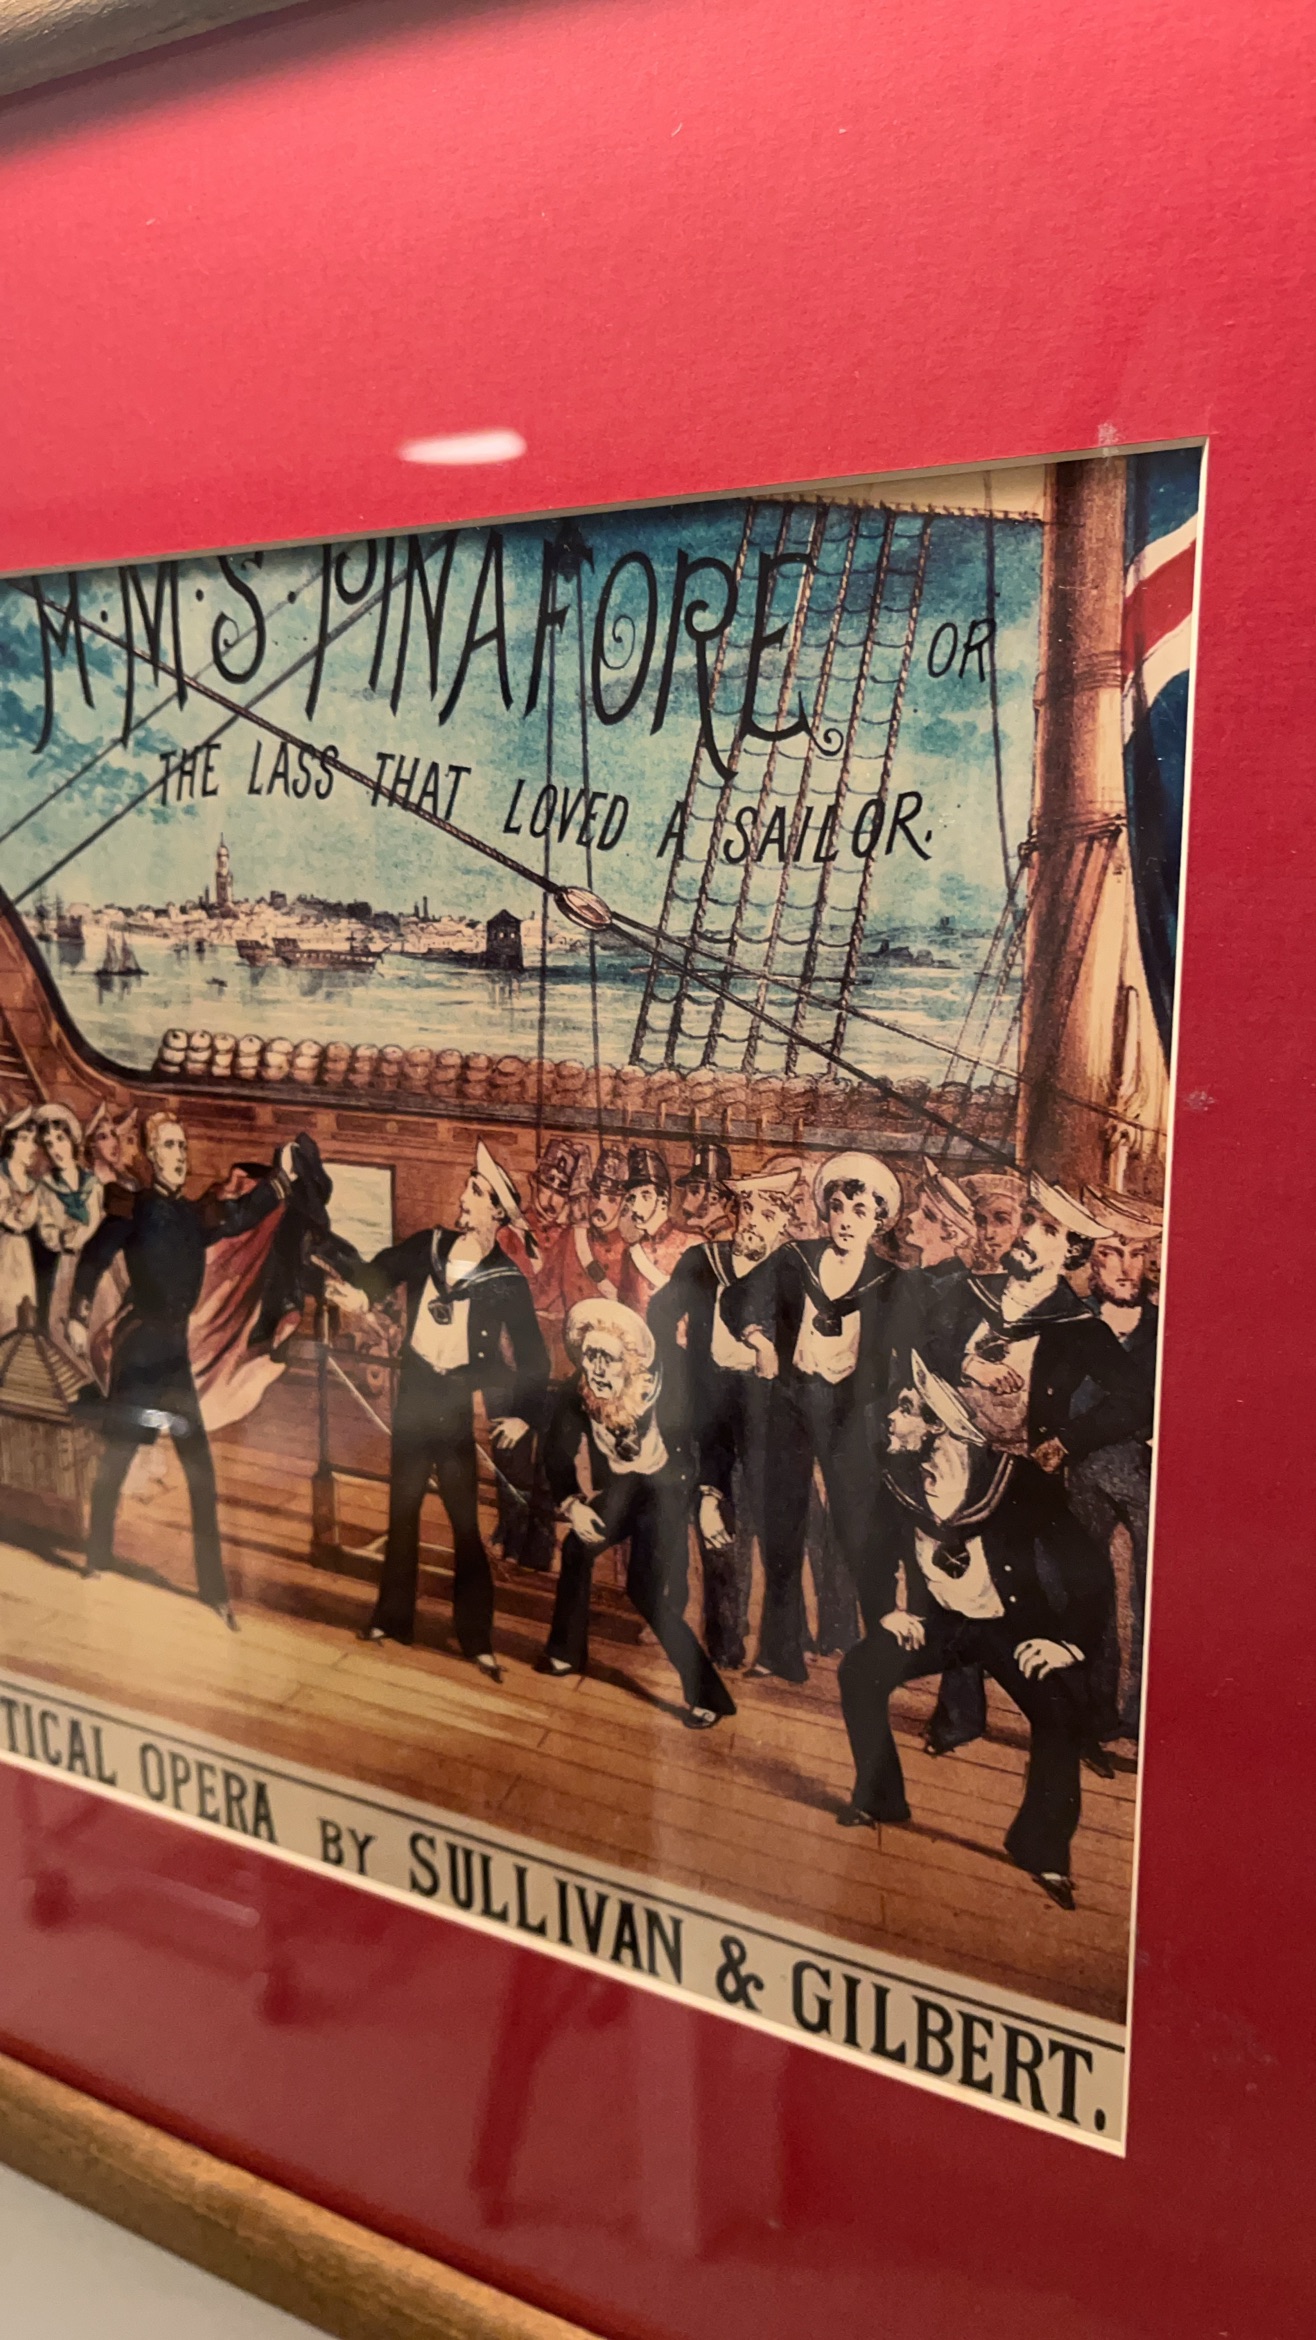 H.M.S. PINAFORE OR
THE LASS THAT LOVED A SAILOR.
TICAL OPERA BY SULLIVAN & GILBERT.